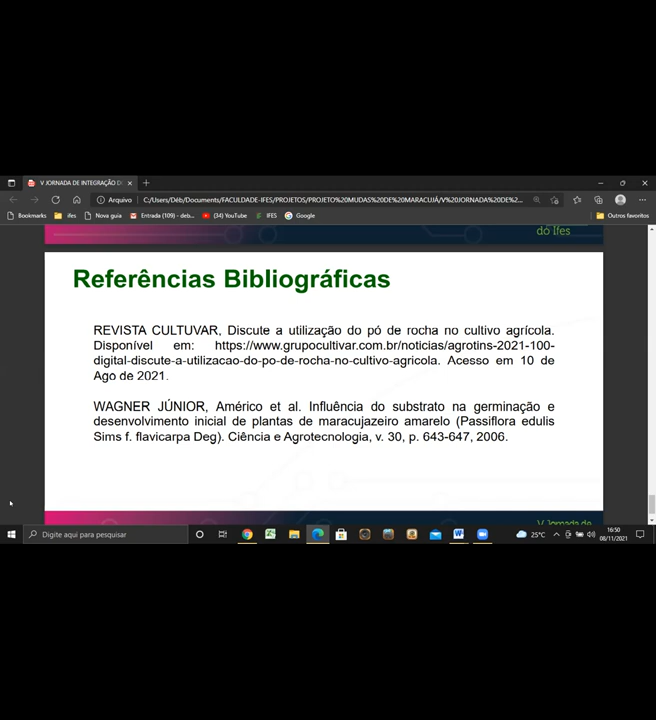 V JORNADA DE INTEGRAÇÃO D
Arquivo
C:/Users/Déb/Documents/FACULDADE-IFES/PROJETOS/PROJETO%20MUDAS%20DE%20MARACUJÁ/V%20JORNADA%20DE%2...
Bookmarks ifes Nova guia Entrada (109) - deb... (34) YouTube IFES Google Outros favoritos
do Ifes
Referências Bibliográficas
REVISTA CULTUVAR, Discute a utilização do pó de rocha no cultivo agrícola.
Disponível em: https://www.grupocultivar.com.br/noticias/agrotins-2021-100-
digital-discute-a-utilizacao-do-po-de-rocha-no-cultivo-agricola. Acesso em 10 de
Ago de 2021.
WAGNER JÚNIOR, Américo et al. Influência do substrato na germinação e
desenvolvimento inicial de plantas de maracujazeiro amarelo (Passiflora edulis
Sims f. flavicarpa Deg). Ciência e Agrotecnologia, v. 30, p. 643-647, 2006.
V Jornada de
Digite aqui para pesquisar
25°C
16:50
08/11/2021